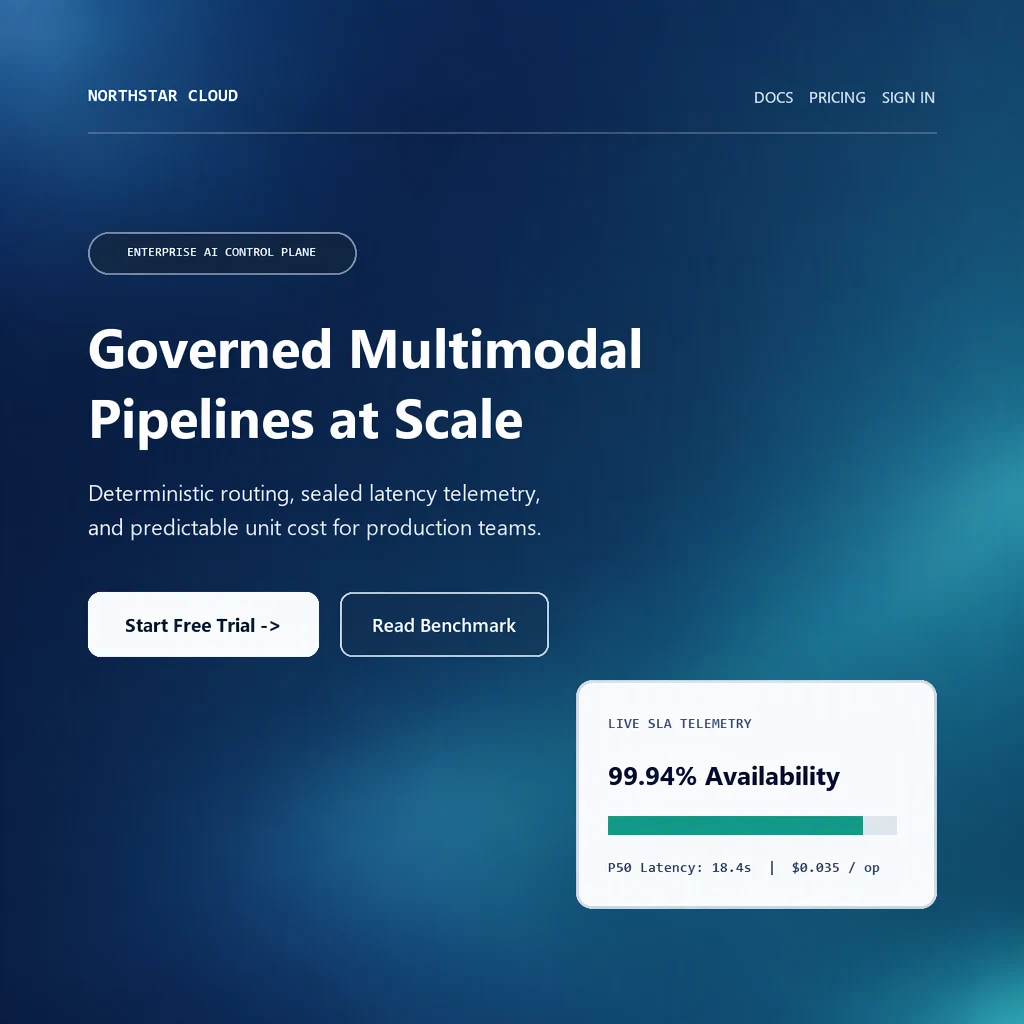 NORTHSTAR CLOUD
DOCS PRICING SIGN IN
ENTERPRISE AI CONTROL PLANE
Governed Multimodal
Pipelines at Scale
Deterministic routing, sealed latency telemetry,
and predictable unit cost for production teams.
Start Free Trial ->
Read Benchmark
LIVE SLA TELEMETRY
99.94% Availability
P50 Latency: 18.4s | $0.035 / op